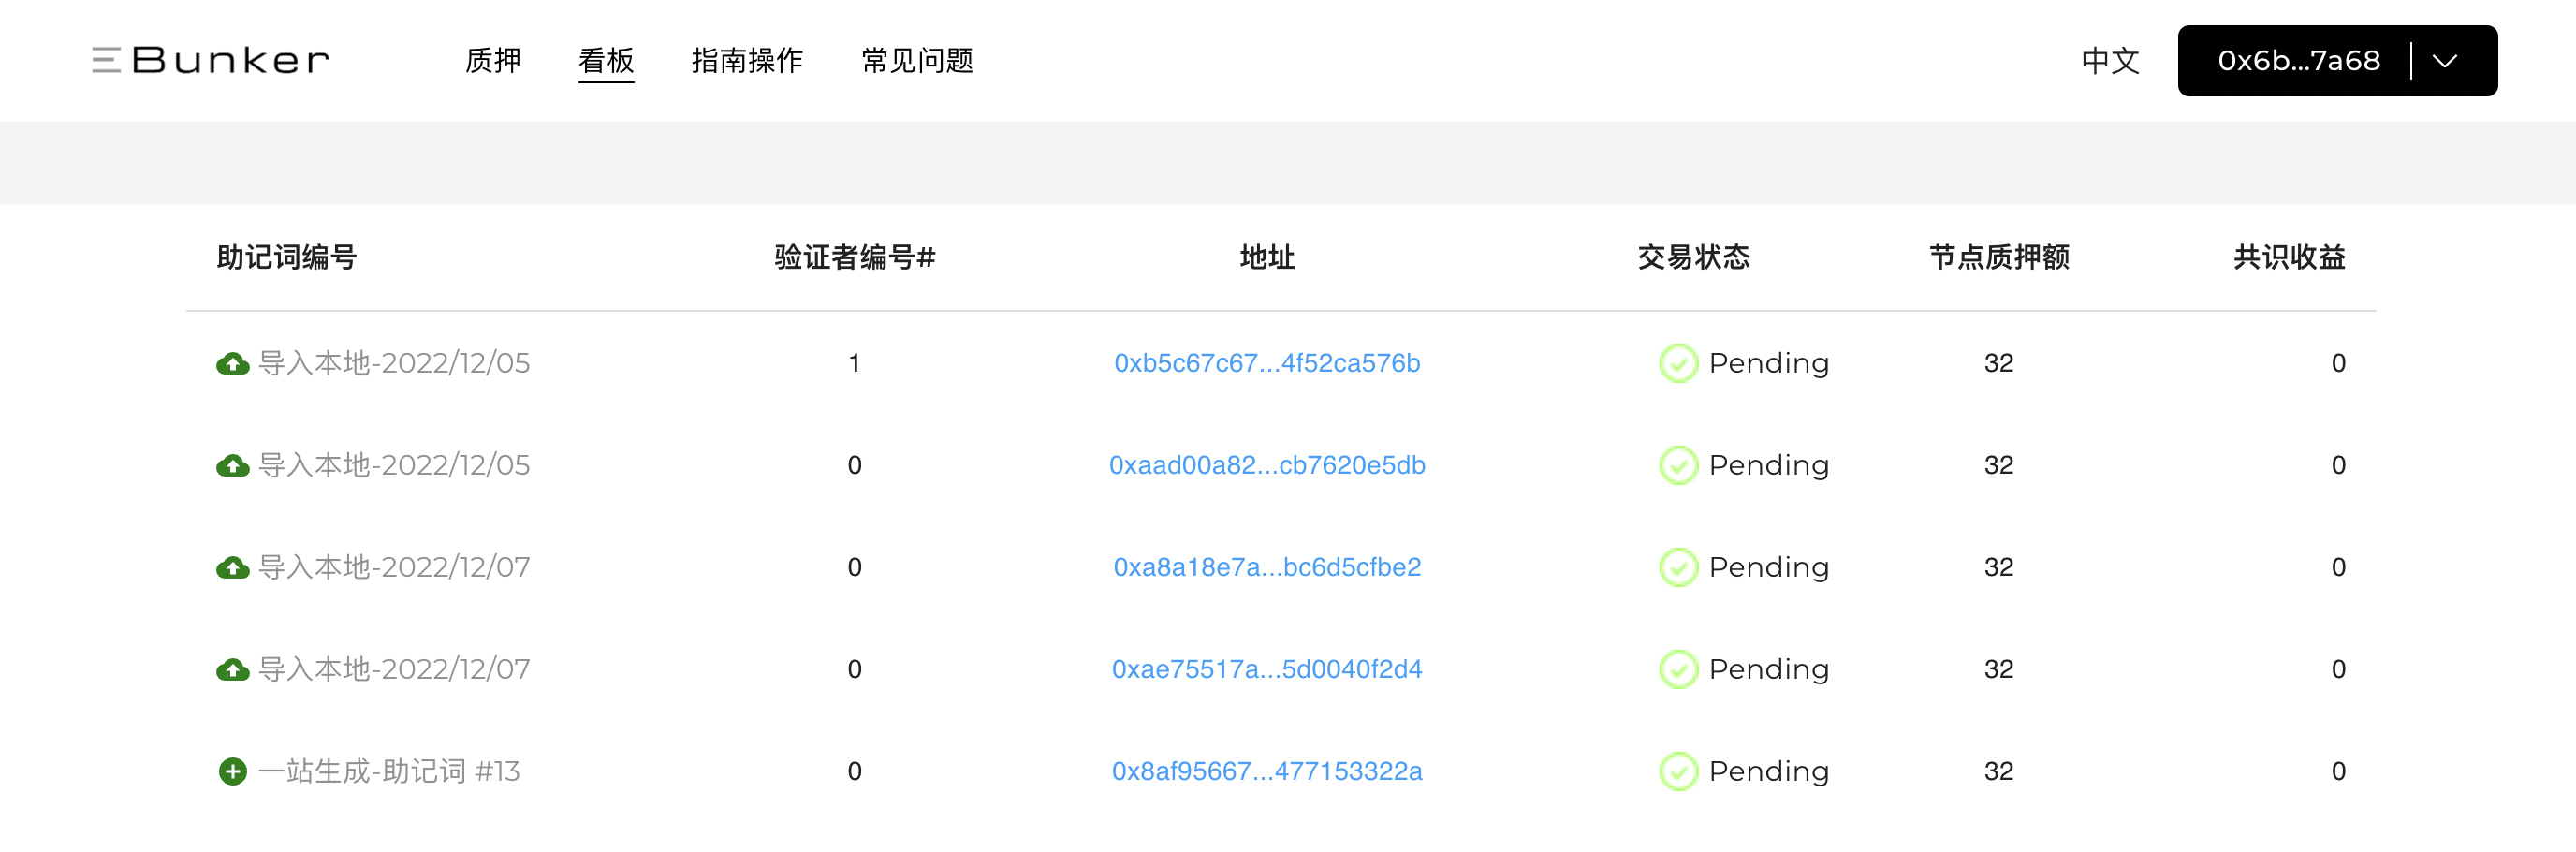 Bunker 质押 看板 指南操作 常见问题 中文 0x6b...7a68
助记词编号 验证者编号# 地址 交易状态 节点质押额 共识收益
导入本地-2022/12/05 1 0xb5c67c67...4f52ca576b Pending 32 0
导入本地-2022/12/05 0 0xaad00a82...cb7620e5db Pending 32 0
导入本地-2022/12/07 0 0xa8a18e7a...bc6d5cfbe2 Pending 32 0
导入本地-2022/12/07 0 0xae75517a...5d0040f2d4 Pending 32 0
一站生成-助记词 #13 0 0x8af95667...477153322a Pending 32 0